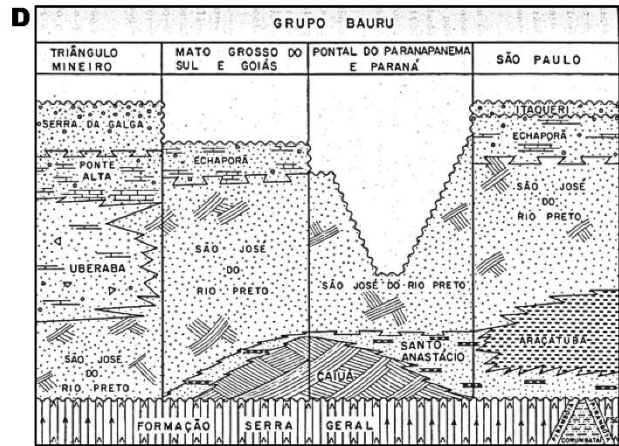 D
GRUPO BAURU
TRIÂNGULO
MINEIRO
MATO GROSSO DO
SUL E GOIÁS
PONTAL DO PARANAPANEMA
E PARANÁ
SÃO PAULO
SERRA DA GALGA
PONTE
ALTA
UBERABA
SÃO JOSÉ
DO
RIO PRETO
ECHAPORÃ
SÃO JOSÉ
DO
RIO PRETO
SÃO JOSÉ DO RIO PRETO
SANTO
ANASTÁCIO
CAIUÁ
ITAQUERI
ECHAPORÃ
SÃO JOSÉ
DO
RIO PRETO
ARAÇATUBA
FORMAÇÃO SERRA GERAL
CORUMBATAÍ